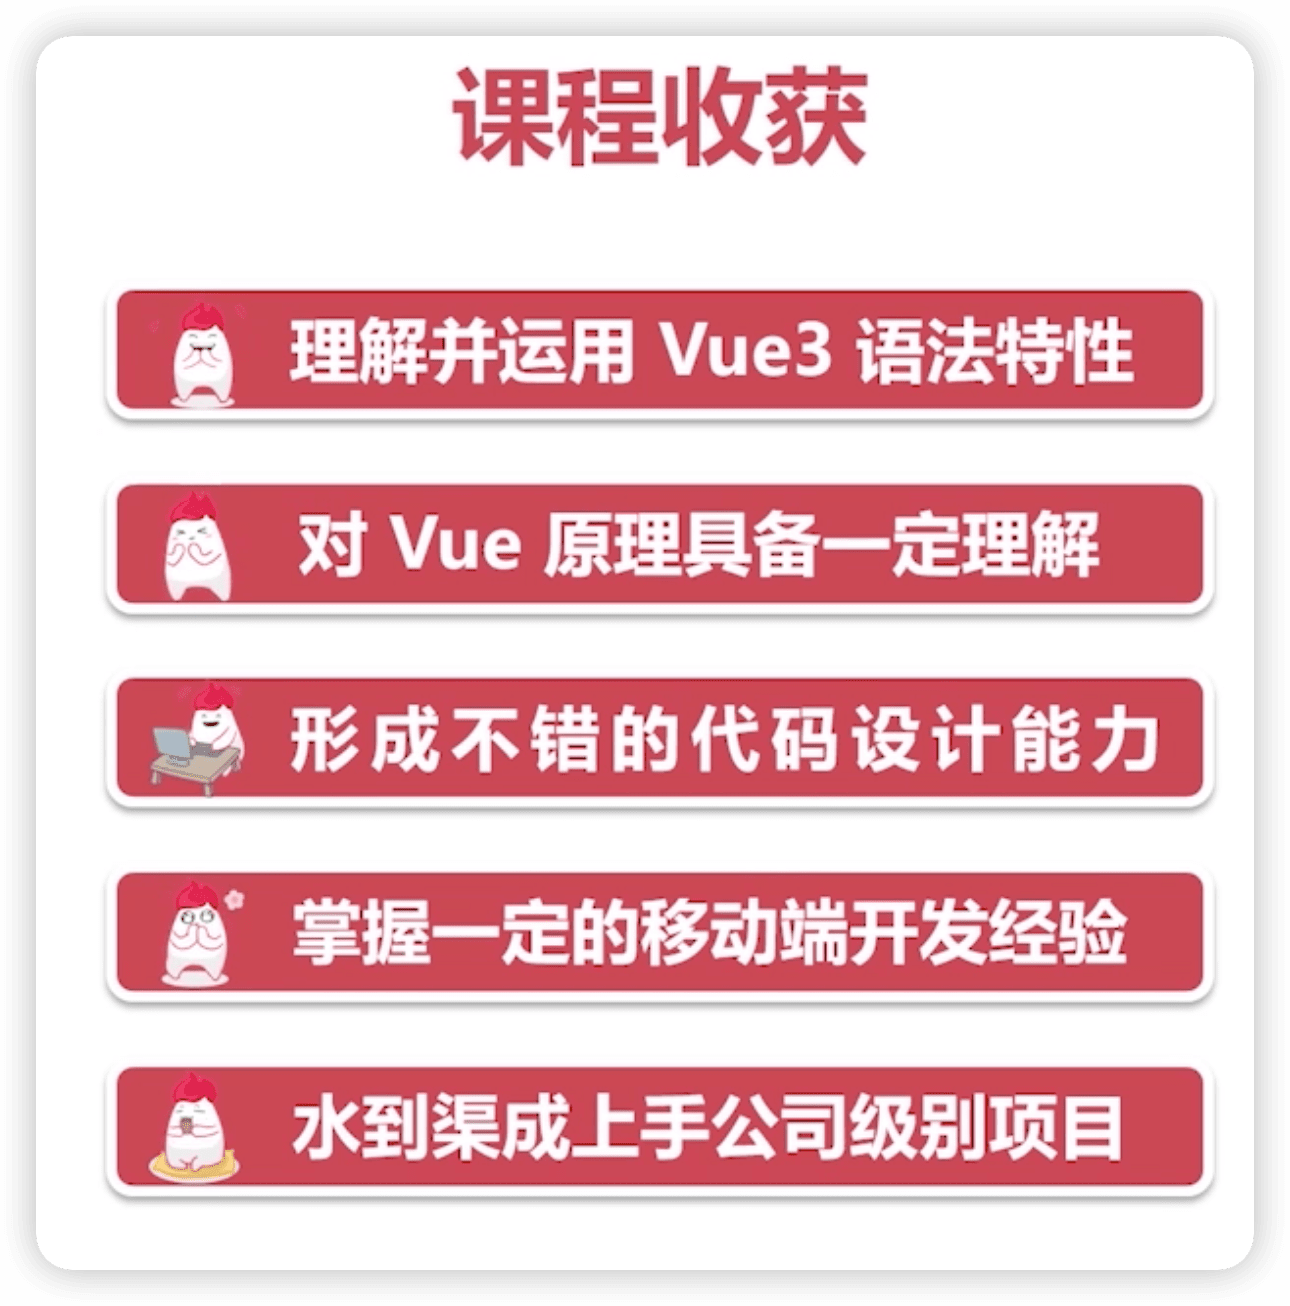 课程收获
理解并运用 Vue3 语法特性
对 Vue 原理具备一定理解
形成不错的代码设计能力
掌握一定的移动端开发经验
水到渠成上手公司级别项目